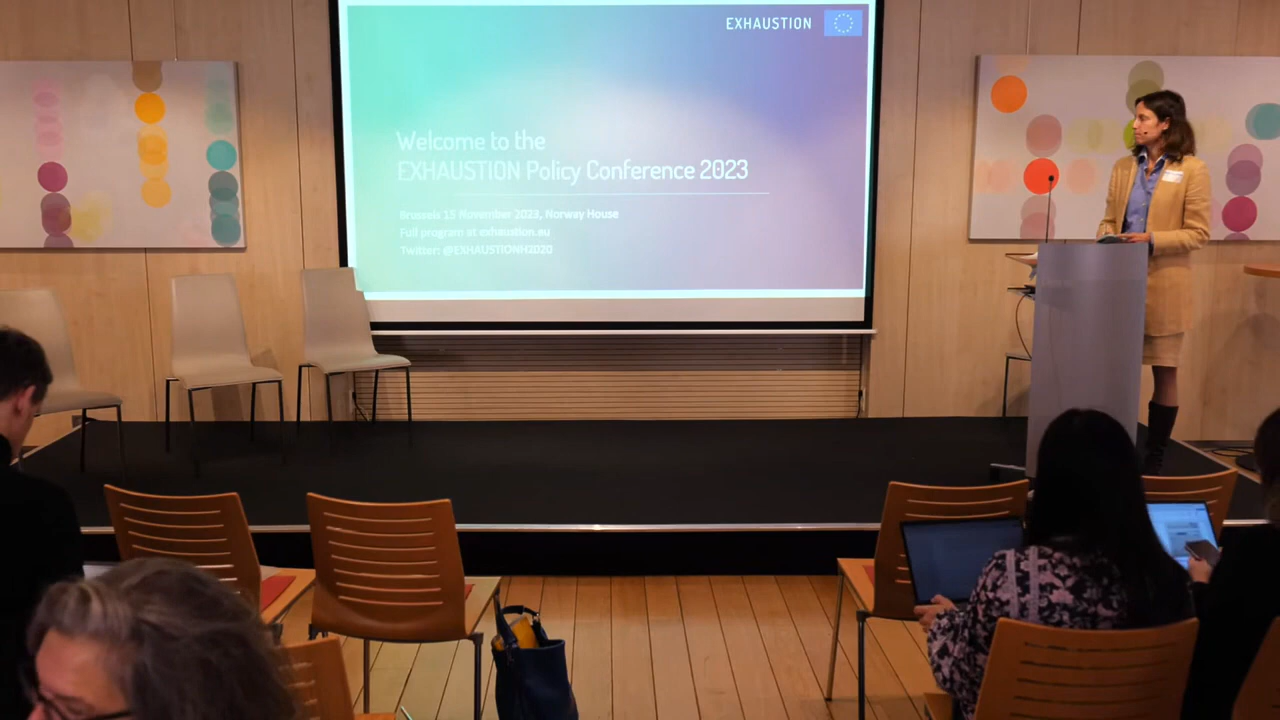 EXHAUSTION
Welcome to the
EXHAUSTION Policy Conference 2023
Brussels 15 November 2023, Norway House
Full program at exhaustion.eu
Twitter: @EXHAUSTIONH2020